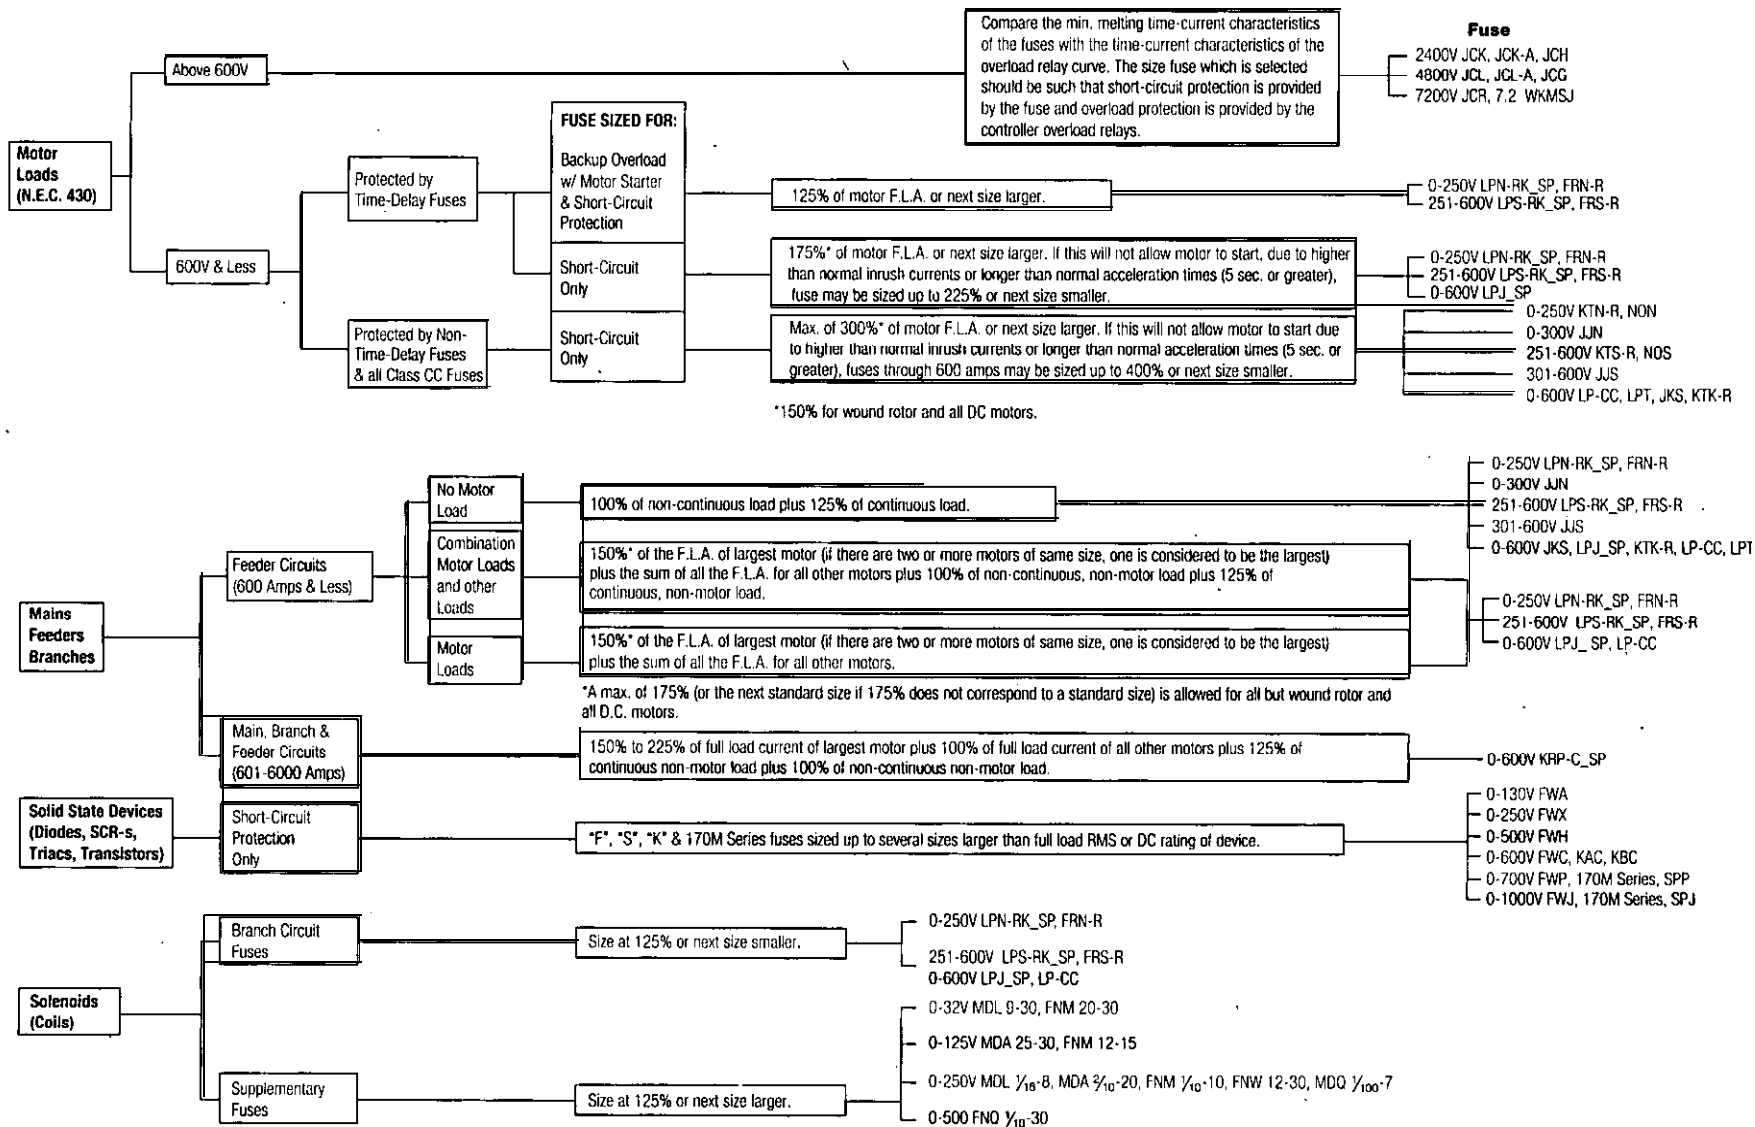 Compare the min. melting time-current characteristics
of the fuses with the time-current characteristics of the
overload relay curve. The size fuse which is selected
should be such that short-circuit protection is provided
by the fuse and overload protection is provided by the
controller overload relays.
Fuse
2400V JCK, JCK-A, JCH
4800V JCL, JCL-A, JCG
7200V JCR, 7.2 WKMSJ
Above 600V
Motor
Loads
(N.E.C. 430)
600V & Less
Protected by
Time-Delay Fuses
FUSE SIZED FOR:
Backup Overload
w/ Motor Starter
& Short-Circuit
Protection
125% of motor F.L.A. or next size larger.
0-250V LPN-RK_SP, FRN-R
251-600V LPS-RK_SP, FRS-R
Short-Circuit
Only
175%* of motor F.L.A. or next size larger. If this will not allow motor to start, due to higher
than normal inrush currents or longer than normal acceleration times (5 sec. or greater),
fuse may be sized up to 225% or next size smaller.
0-250V LPN-RK_SP, FRN-R
251-600V LPS-RK_SP, FRS-R
0-600V LPJ_SP
Protected by Non-
Time-Delay Fuses
& all Class CC Fuses
Short-Circuit
Only
Max. of 300%* of motor F.L.A. or next size larger. If this will not allow motor to start due
to higher than normal inrush currents or longer than normal acceleration times (5 sec. or
greater), fuses through 600 amps may be sized up to 400% or next size smaller.
0-250V KTN-R, NON
0-300V JJN
251-600V KTS-R, NOS
301-600V JJS
0-600V LP-CC, LPT, JKS, KTK-R
*150% for wound rotor and all DC motors.
Mains
Feeders
Branches
Feeder Circuits
(600 Amps & Less)
No Motor
Load
100% of non-continuous load plus 125% of continuous load.
0-250V LPN-RK_SP, FRN-R
0-300V JJN
251-600V LPS-RK_SP, FRS-R
301-600V JJS
0-600V JKS, LPJ_SP, KTK-R, LP-CC, LPT
Combination
Motor Loads
and other
Loads
150%* of the F.L.A. of largest motor (if there are two or more motors of same size, one is considered to be the largest)
plus the sum of all the F.L.A. for all other motors plus 100% of non-continuous, non-motor load plus 125% of
continuous, non-motor load.
Motor
Loads
150%* of the F.L.A. of largest motor (if there are two or more motors of same size, one is considered to be the largest)
plus the sum of all the F.L.A. for all other motors.
0-250V LPN-RK_SP, FRN-R
251-600V LPS-RK_SP, FRS-R
0-600V LPJ_ SP, LP-CC
*A max. of 175% (or the next standard size if 175% does not correspond to a standard size) is allowed for all but wound rotor and
all D.C. motors.
Main, Branch &
Feeder Circuits
(601-6000 Amps)
150% to 225% of full load current of largest motor plus 100% of full load current of all other motors plus 125% of
continuous non-motor load plus 100% of non-continuous non-motor load.
0-600V KRP-C_SP
Solid State Devices
(Diodes, SCR-s,
Triacs, Transistors)
Short-Circuit
Protection
Only
"F", "S", "K" & 170M Series fuses sized up to several sizes larger than full load RMS or DC rating of device.
0-130V FWA
0-250V FWX
0-500V FWH
0-600V FWC, KAC, KBC
0-700V FWP, 170M Series, SPP
0-1000V FWJ, 170M Series, SPJ
Solenoids
(Coils)
Branch Circuit
Fuses
Size at 125% or next size smaller.
0-250V LPN-RK_SP, FRN-R
251-600V LPS-RK_SP, FRS-R
0-600V LPJ_SP, LP-CC
Supplementary
Fuses
Size at 125% or next size larger.
0-32V MDL 9-30, FNM 20-30
0-125V MDA 25-30, FNM 12-15
0-250V MDL 1/16-8, MDA 2/10-20, FNM 1/10-10, FNW 12-30, MDQ 1/100-7
0-500 FNQ 1/10-30